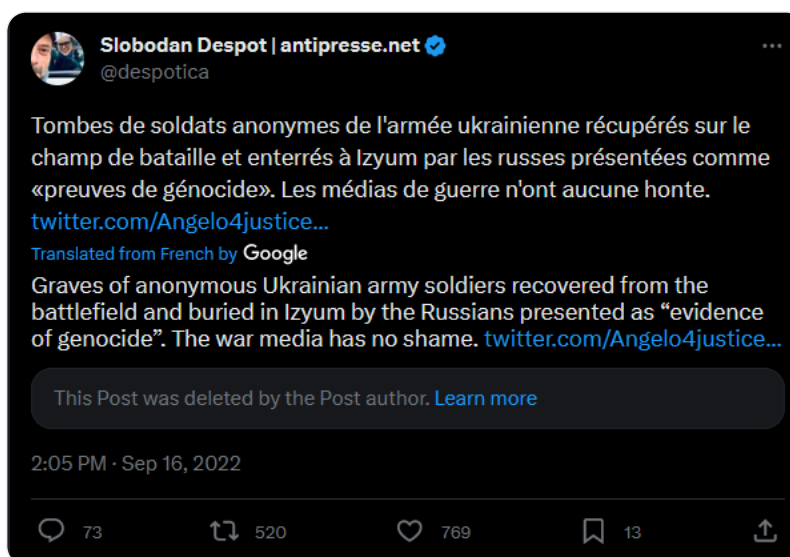 Slobodan Despot | antipresse.net
@despotica
Tombes de soldats anonymes de l'armée ukrainienne récupérés sur le
champ de bataille et enterrés à Izyum par les russes présentées comme
«preuves de génocide». Les médias de guerre n'ont aucune honte.
twitter.com/Angelo4justice...
Translated from French by Google
Graves of anonymous Ukrainian army soldiers recovered from the
battlefield and buried in Izyum by the Russians presented as “evidence
of genocide”. The war media has no shame. twitter.com/Angelo4justice...
This Post was deleted by the Post author. Learn more
2:05 PM · Sep 16, 2022
73 520 769 13